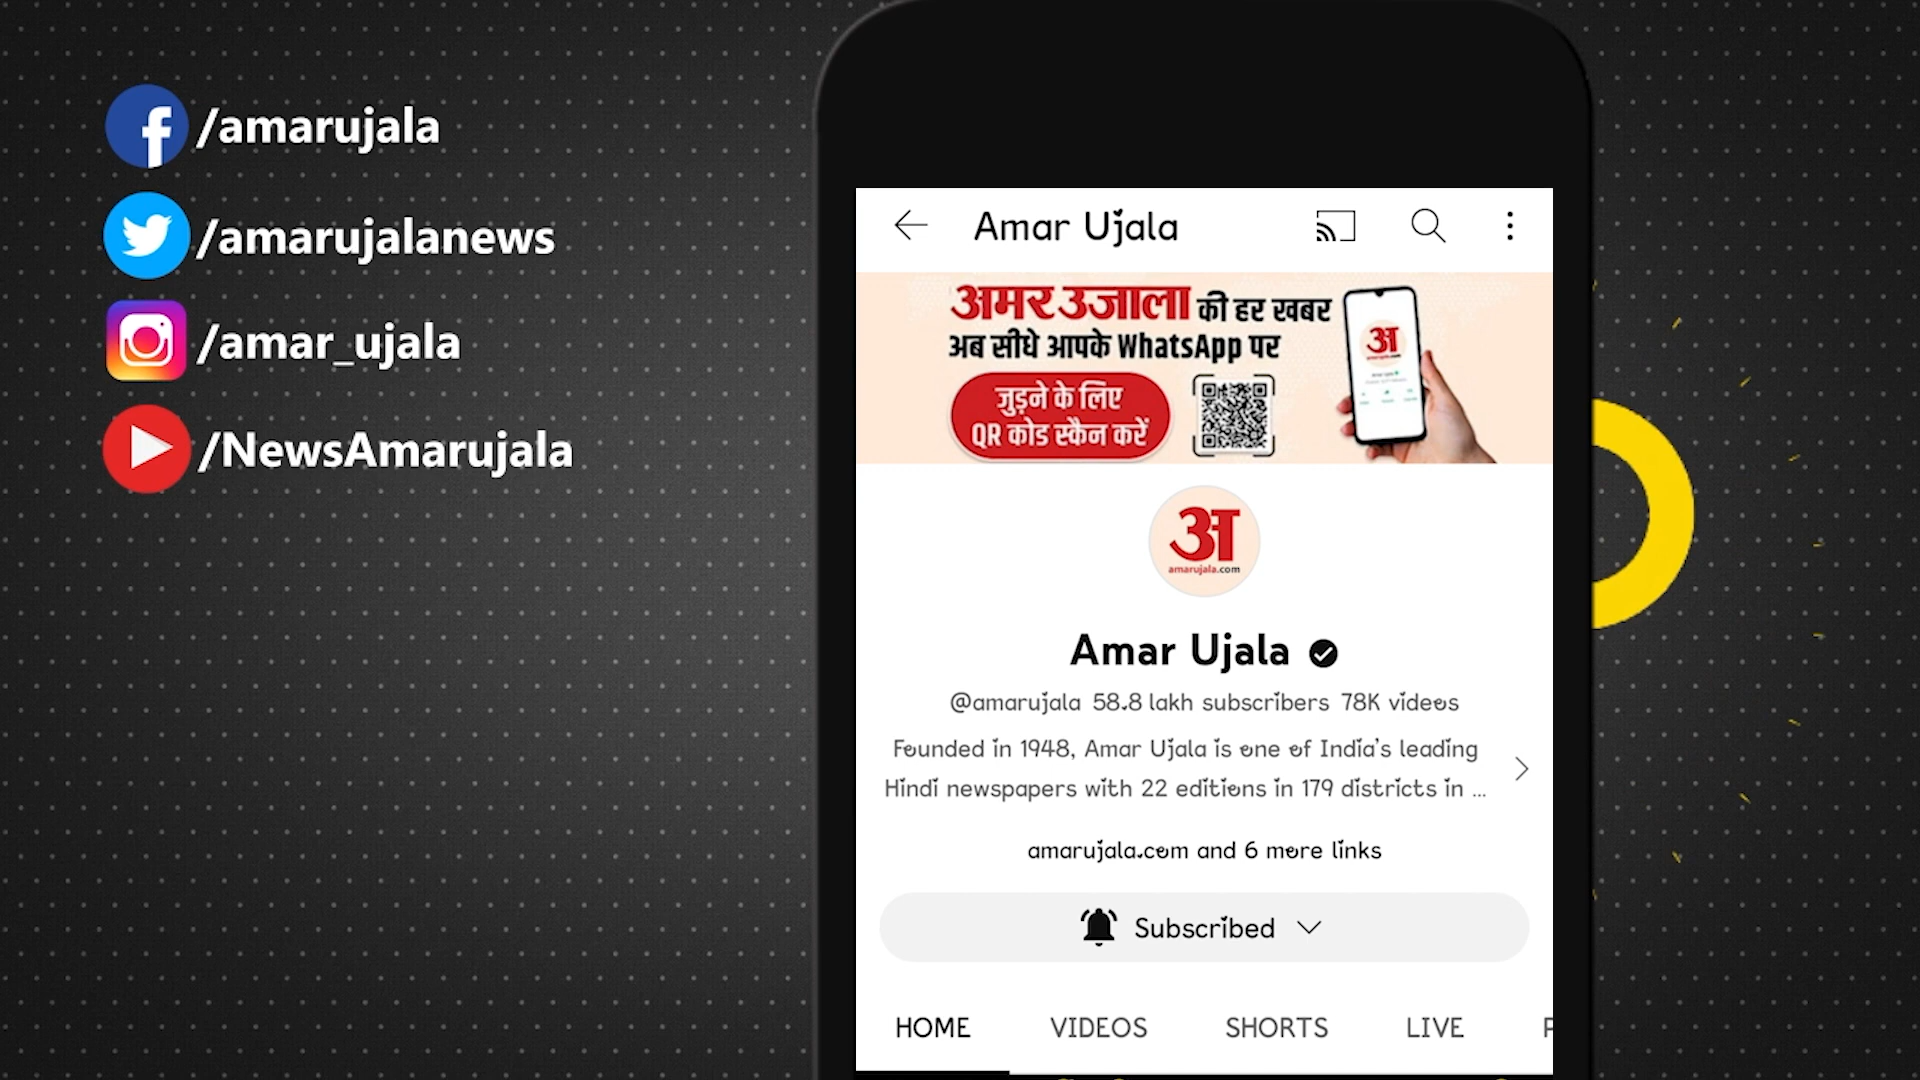 /amarujala
/amarujalanews
/amar_ujala
/NewsAmarujala
Amar Ujala
अमर उजाला की हर खबर
अब सीधे आपके WhatsApp पर
जुड़ने के लिए
QR कोड स्कैन करें
अ
अ
amarujala.com
Amar Ujala
@amarujala 58.8 lakh subscribers 78K videos
Founded in 1948, Amar Ujala is one of India's leading
Hindi newspapers with 22 editions in 179 districts in ...
amarujala.com and 6 more links
Subscribed
HOME VIDEOS SHORTS LIVE